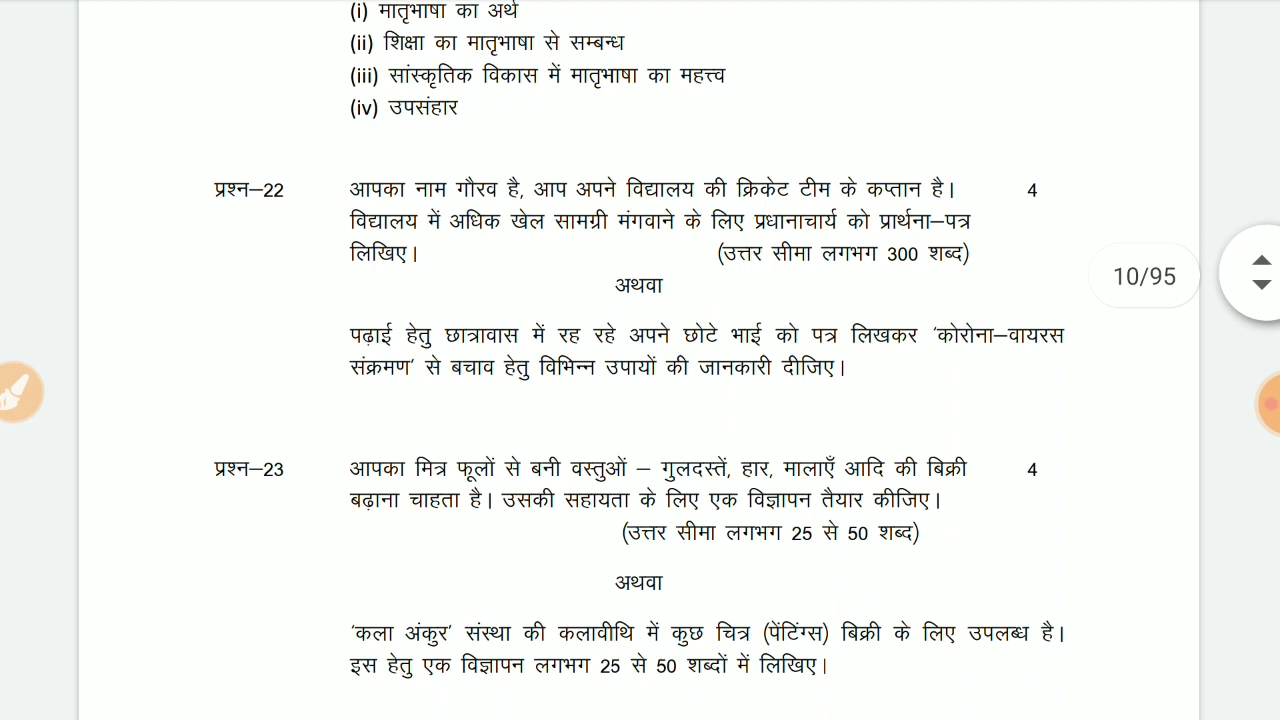 (i) मातृभाषा का अर्थ
(ii) शिक्षा का मातृभाषा से सम्बन्ध
(iii) सांस्कृतिक विकास में मातृभाषा का महत्त्व
(iv) उपसंहार
प्रश्न–22 आपका नाम गौरव है, आप अपने विद्यालय की क्रिकेट टीम के कप्तान है। 4
विद्यालय में अधिक खेल सामग्री मंगवाने के लिए प्रधानाचार्य को प्रार्थना–पत्र
लिखिए। (उत्तर सीमा लगभग 300 शब्द)
10/95
अथवा
पढ़ाई हेतु छात्रावास में रह रहे अपने छोटे भाई को पत्र लिखकर 'कोरोना–वायरस
संक्रमण' से बचाव हेतु विभिन्न उपायों की जानकारी दीजिए।
प्रश्न–23 आपका मित्र फूलों से बनी वस्तुओं – गुलदस्तें, हार, मालाएँ आदि की बिक्री 4
बढ़ाना चाहता है। उसकी सहायता के लिए एक विज्ञापन तैयार कीजिए।
(उत्तर सीमा लगभग 25 से 50 शब्द)
अथवा
'कला अंकुर' संस्था की कलावीथि में कुछ चित्र (पेंटिंग्स) बिक्री के लिए उपलब्ध है।
इस हेतु एक विज्ञापन लगभग 25 से 50 शब्दों में लिखिए।